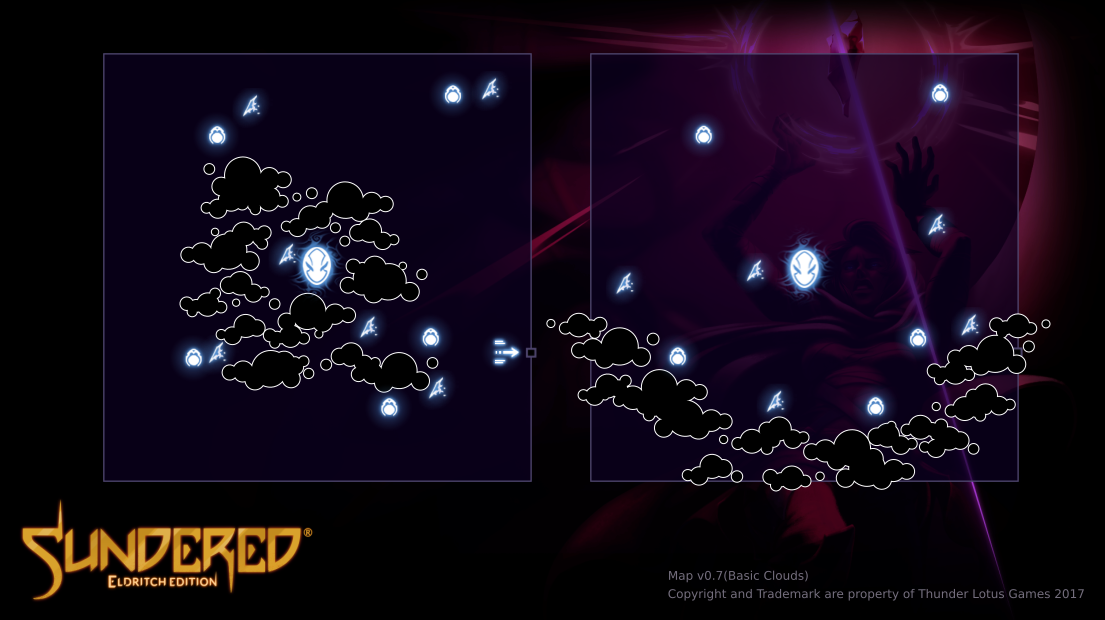 SUNDERED®
ELDRITCH EDITION
Map v0.7(Basic Clouds)
Copyright and Trademark are property of Thunder Lotus Games 2017